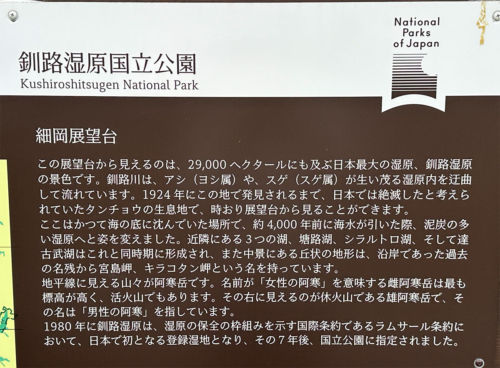 National
Parks
of Japan
釧路湿原国立公園
Kushiroshitsugen National Park
細岡展望台
この展望台から見えるのは、29,000 ヘクタールにも及ぶ日本最大の湿原、釧路湿原
の景色です。釧路川は、アシ（ヨシ属）や、スゲ（スゲ属）が生い茂る湿原内を迂曲
して流れています。1924年にこの地で発見されるまで、日本では絶滅したと考えら
れていたタンチョウの生息地で、時おり展望台から見ることができます。
ここはかつて海の底に沈んでいた場所で、約 4,000 年前に海水が引いた際、泥炭の多
い湿原へと姿を変えました。近隣にある 3 つの湖、塘路湖、シラルトロ湖、そして達
古武湖はこれと同時期に形成され、また中景にある丘状の地形は、沿岸であった過去
の名残から宮島岬、キラコタン岬という名を持っています。
地平線に見える山々が阿寒岳です。名前が「女性の阿寒」を意味する雌阿寒岳は最も
標高が高く、活火山でもあります。その右に見えるのが休火山である雄阿寒岳で、そ
の名は「男性の阿寒」を指しています。
1980 年に釧路湿原は、湿原の保全の枠組みを示す国際条約であるラムサール条約に
おいて、日本で初となる登録湿地となり、その７年後、国立公園に指定されました。